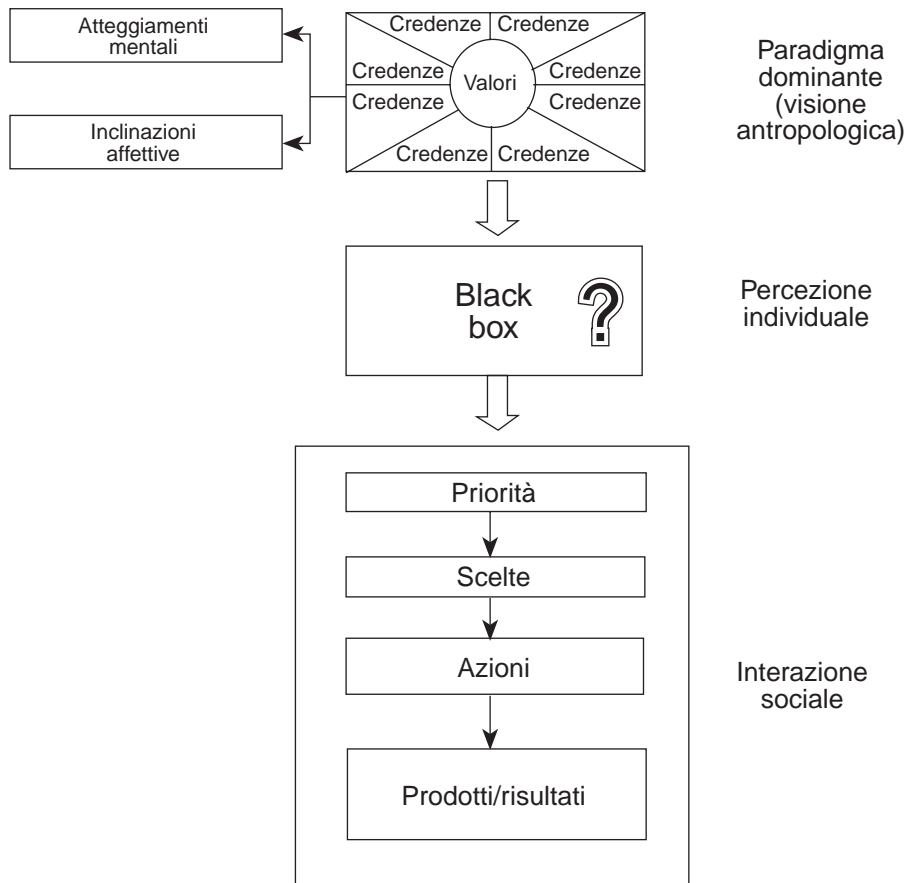 Atteggiamenti
mentali
Inclinazioni
affettive
Credenze Credenze
Credenze Credenze
Valori
Credenze Credenze
Credenze Credenze
Paradigma
dominante
(visione
antropologica)
Black
box
?
Percezione
individuale
Priorità
Scelte
Azioni
Prodotti/risultati
Interazione
sociale